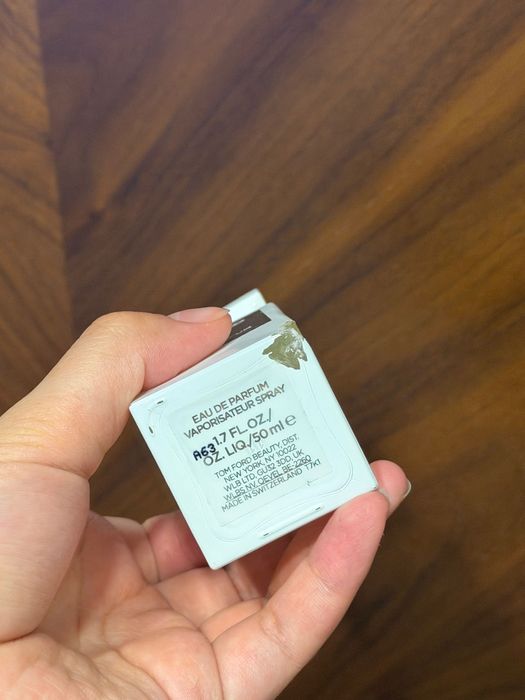 EAU DE PARFUM
VAPORISATEUR SPRAY
A63
1.7 FL.OZ./
OZ. LIQ./50 ml e
TOM FORD BEAUTY, DIST.
NEW YORK, NY 10022
WLB LTD, GU32 3DD, UK
WLBS NV, OEVEL BE-2260
MADE IN SWITZERLAND 17K1